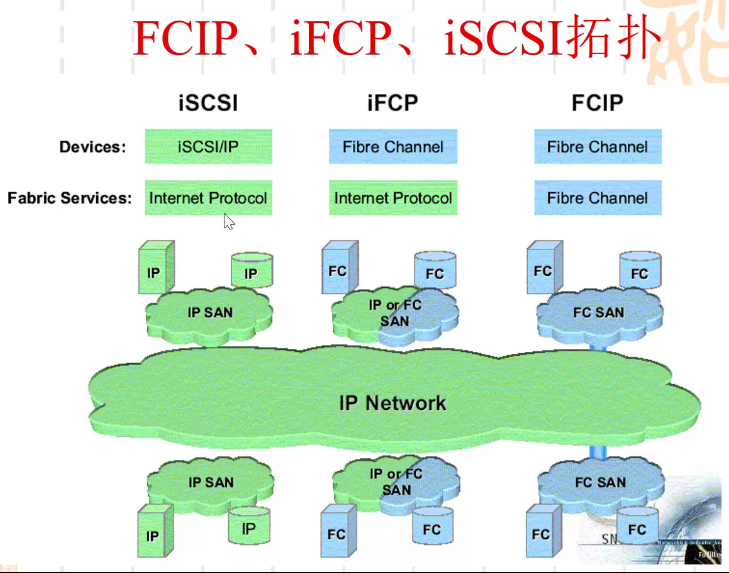 FCIP、iFCP、iSCSI拓扑
iSCSI iFCP FCIP
Devices: iSCSI/IP Fibre Channel Fibre Channel
Fabric Services: Internet Protocol Internet Protocol Fibre Channel
IP IP FC FC FC FC
IP SAN IP or FC SAN FC SAN
IP Network
IP SAN IP or FC SAN FC SAN
IP IP FC FC FC FC
SN